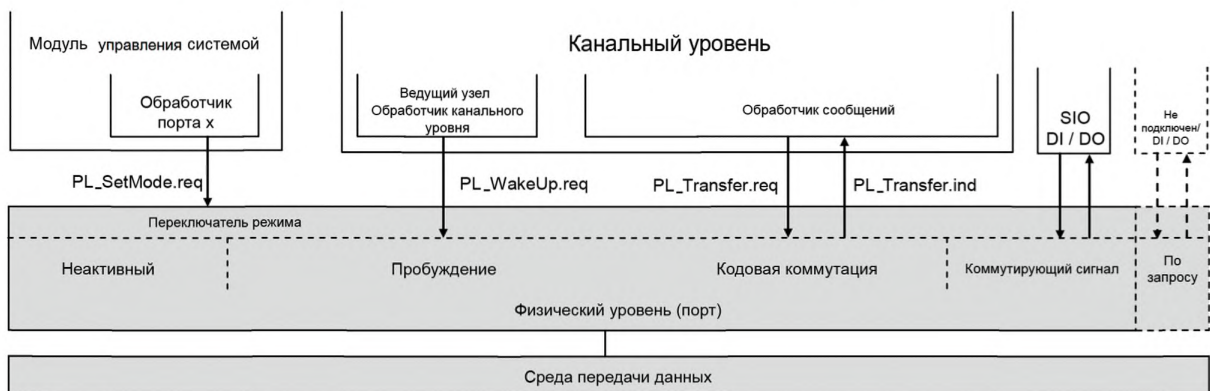 Модуль управления системой
Канальный уровень
Обработчик
порта x
Ведущий узел
Обработчик канального
уровня
Обработчик сообщений
SIO
DI / DO
Не
подключен/
DI / DO
PL_SetMode.req
PL_WakeUp.req
PL_Transfer.req
PL_Transfer.ind
Переключатель режима
Неактивный
Пробуждение
Кодовая коммутация
Коммутирующий сигнал
По
запросу
Физический уровень (порт)
Среда передачи данных